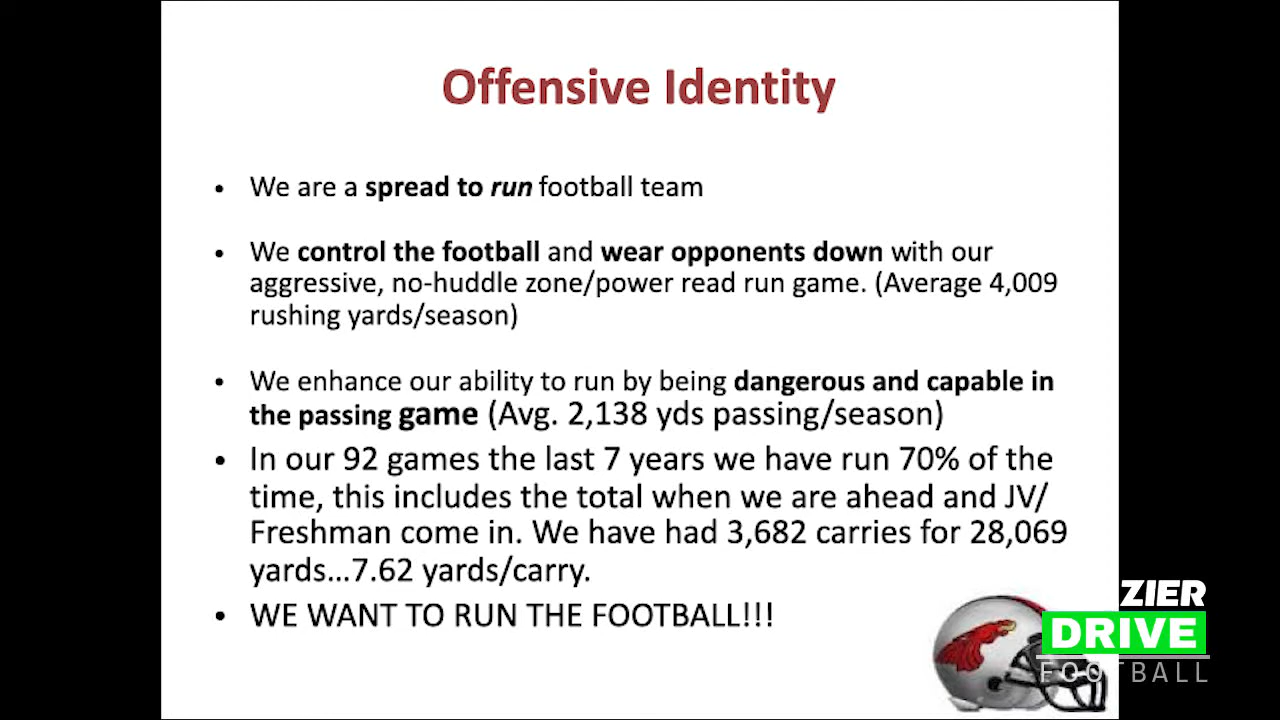 Offensive Identity
• We are a spread to run football team
• We control the football and wear opponents down with our
aggressive, no-huddle zone/power read run game. (Average 4,009
rushing yards/season)
• We enhance our ability to run by being dangerous and capable in
the passing game (Avg. 2,138 yds passing/season)
• In our 92 games the last 7 years we have run 70% of the
time, this includes the total when we are ahead and JV/
Freshman come in. We have had 3,682 carries for 28,069
yards...7.62 yards/carry.
• WE WANT TO RUN THE FOOTBALL!!!
ZIER
DRIVE
FOOTBALL